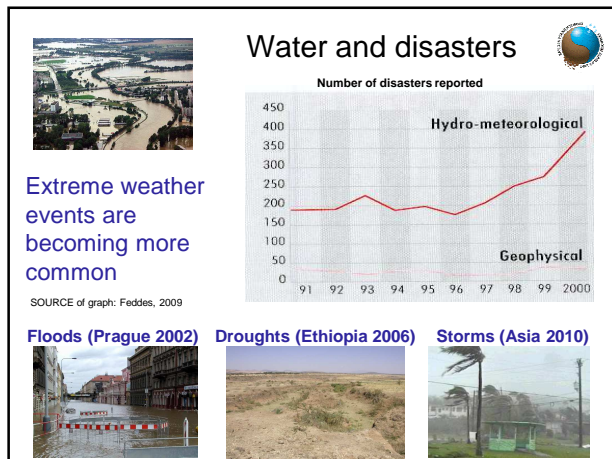 Water and disasters
Number of disasters reported
450
400
350
300
250
200
150
100
50
0
Hydro-meteorological
Geophysical
91 92 93 94 95 96 97 98 99 2000
Extreme weather
events are
becoming more
common
SOURCE of graph: Feddes, 2009
Floods (Prague 2002) Droughts (Ethiopia 2006) Storms (Asia 2010)